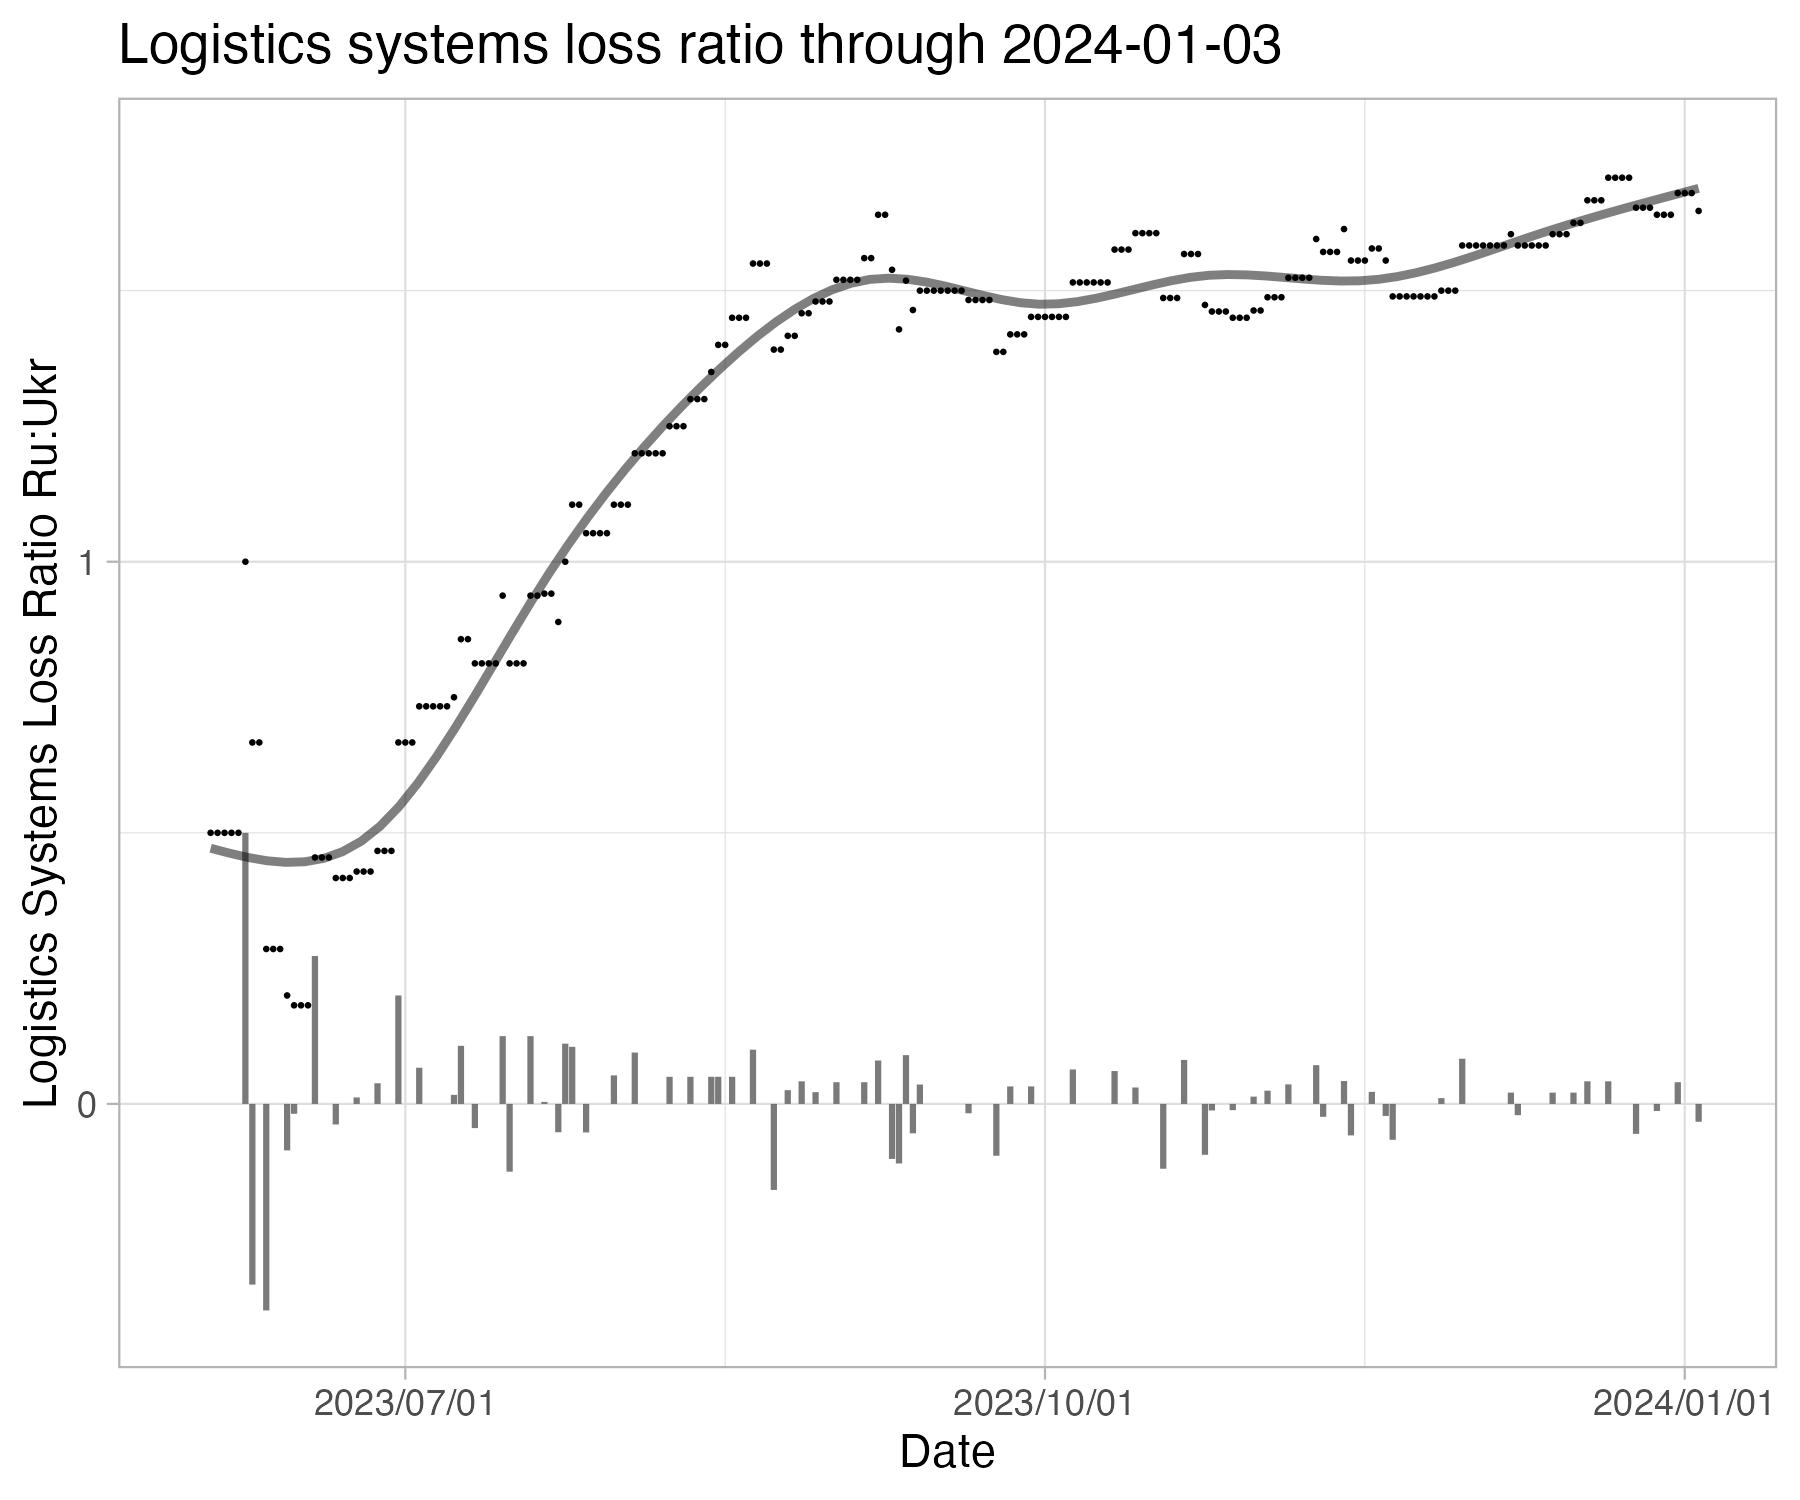 Logistics systems loss ratio through 2024-01-03
Logistics Systems Loss Ratio Ru:Ukr
1
0
2023/07/01
2023/10/01
2024/01/01
Date